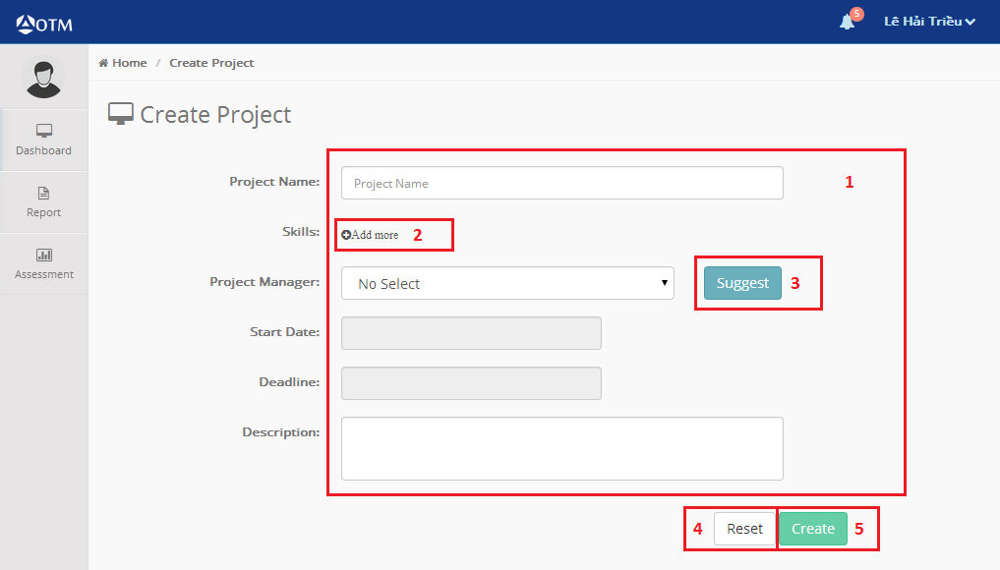 AOTM
5
Lê Hải Triều
Home / Create Project
Dashboard
Report
Assessment
Create Project
Project Name: Project Name 1
Skills: Add more 2
Project Manager: No Select Suggest 3
Start Date:
Deadline:
Description:
4 Reset Create 5